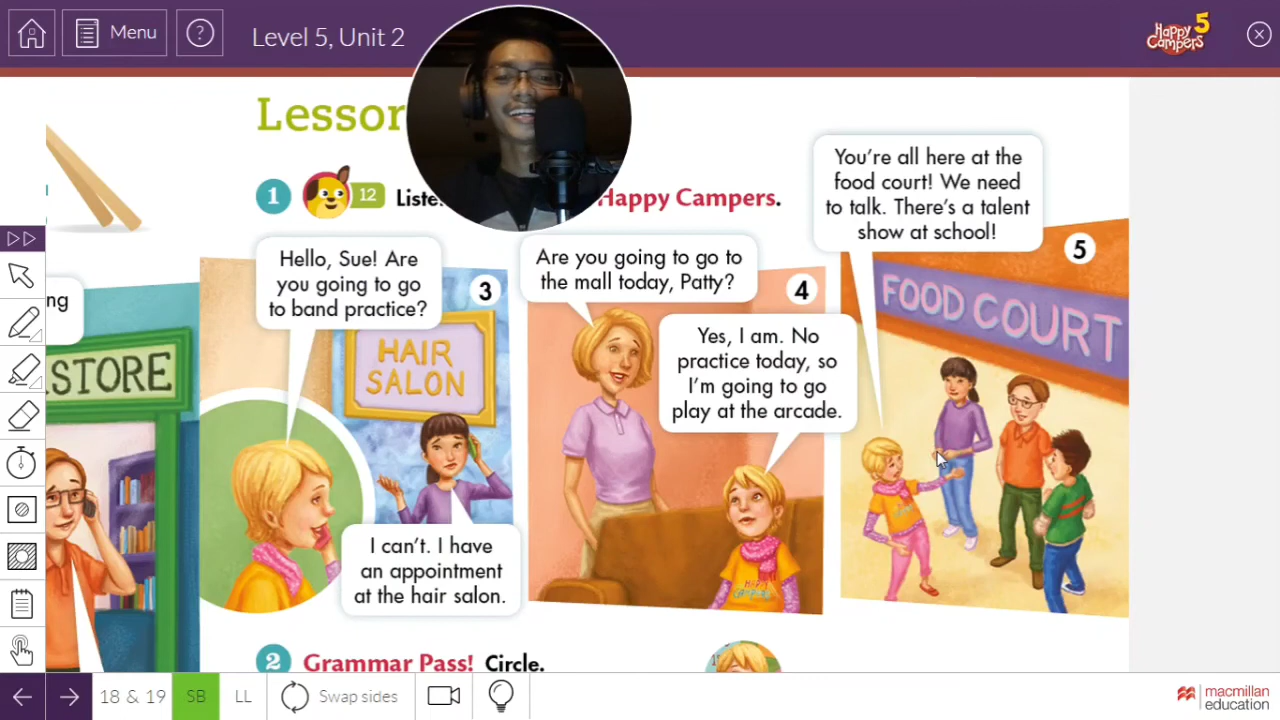 Menu
?
Level 5, Unit 2
Happy
Campers
5
Lesson
1
12
Happy Campers.
Hello, Sue! Are
you going to go
to band practice?
3
HAIR
SALON
I can't. I have
an appointment
at the hair salon.
STORE
Are you going to go to
the mall today, Patty?
4
Yes, I am. No
practice today, so
I'm going to go
play at the arcade.
HAPPY
CAMPERS
You're all here at the
food court! We need
to talk. There's a talent
show at school!
5
FOOD COURT
2 Grammar Pass! Circle.
18 & 19
SB
LL
Swap sides
macmillan
education